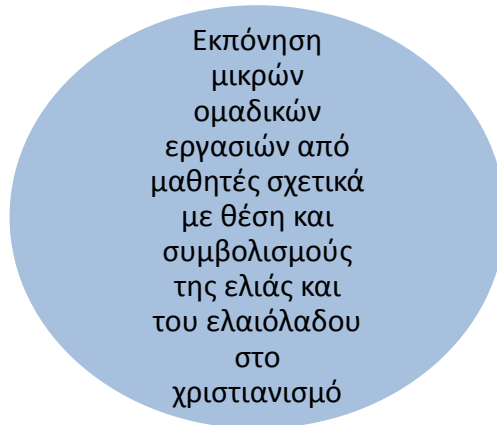 Εκπόνηση
μικρών
ομαδικών
εργασιών από
μαθητές σχετικά
με θέση και
συμβολισμούς
της ελιάς και
του ελαιόλαδου
στο
χριστιανισμό